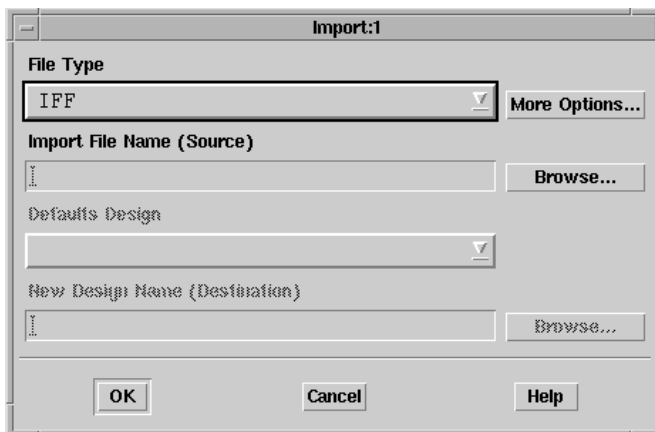 Import:1
File Type
IFF
More Options...
Import File Name (Source)
Browse...
Defaults Design
New Design Name (Destination)
Browse...
OK
Cancel
Help